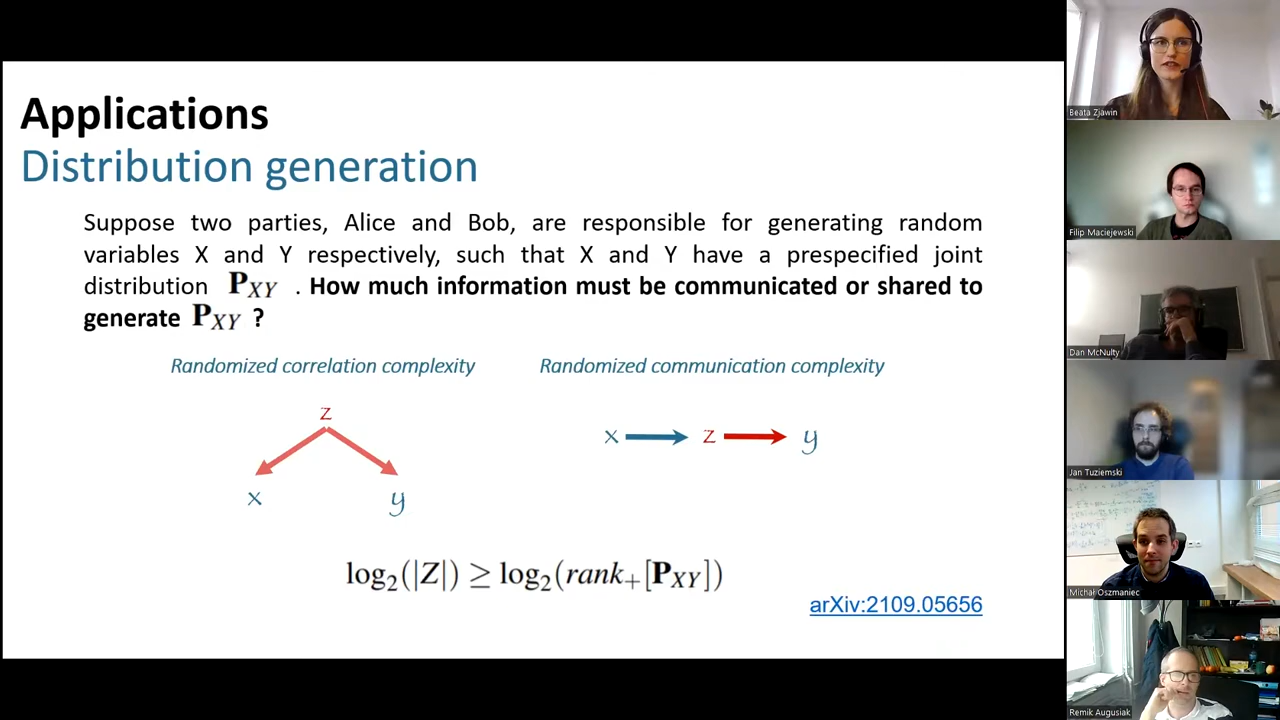 Applications
Distribution generation
Suppose two parties, Alice and Bob, are responsible for generating random
variables X and Y respectively, such that X and Y have a prespecified joint
distribution P_XY . How much information must be communicated or shared to
generate P_XY ?
Randomized correlation complexity
Randomized communication complexity
z
x
y
x z y
log₂(|Z|) ≥ log₂(rank₊[P_XY])
arXiv:2109.05656
Beata Zjawin
Filip Maciejewski
Dan McNulty
Jan Tuziemski
Michał Oszmaniec
Remik Augusiak